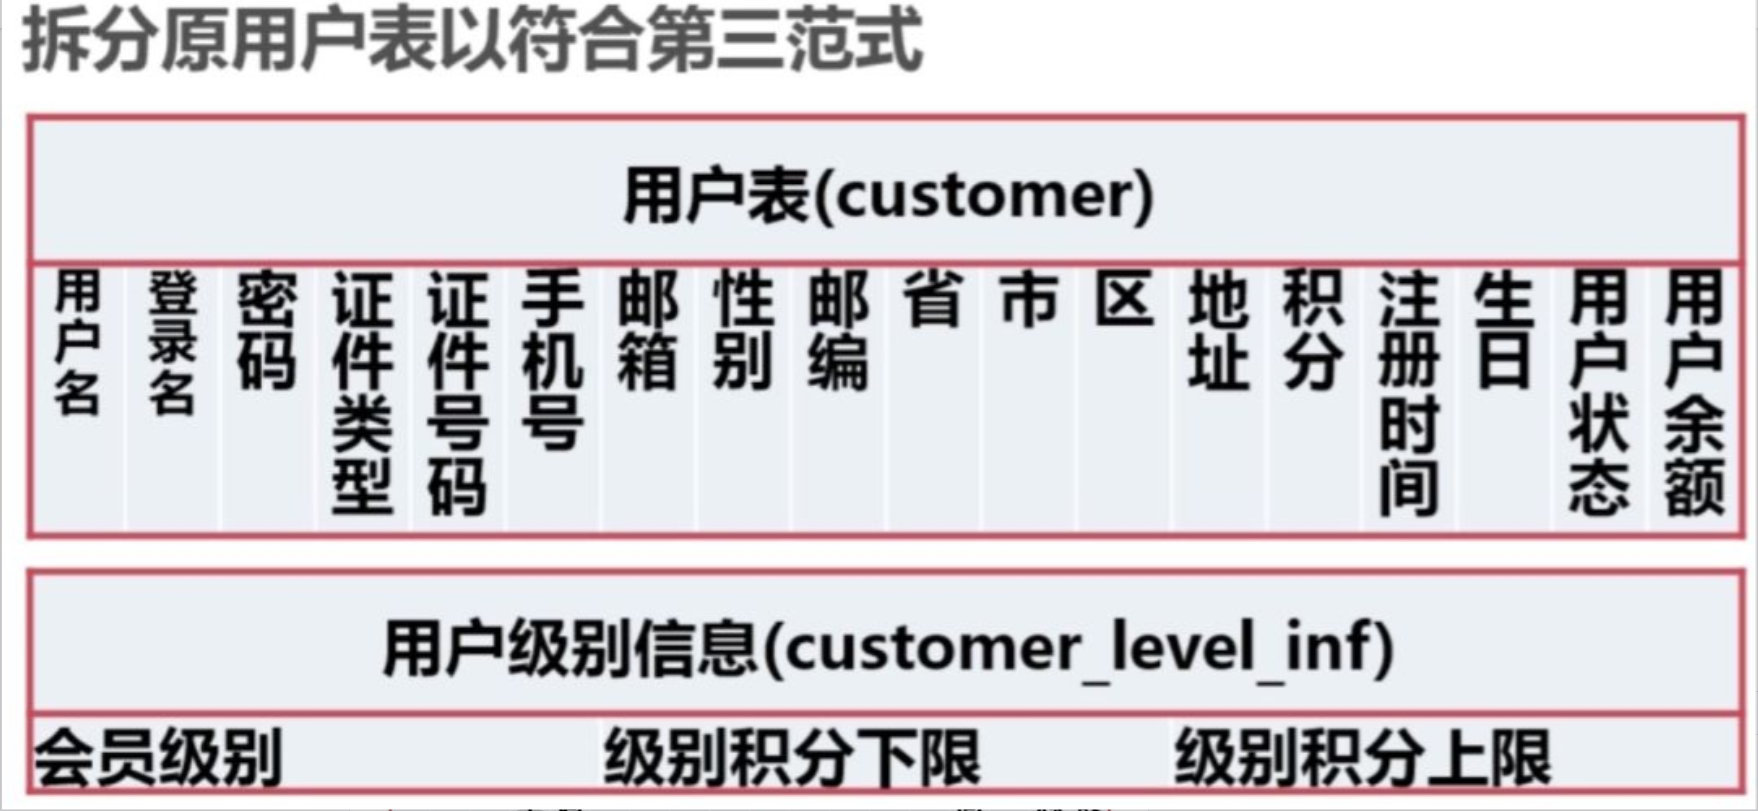 拆分原用户表以符合第三范式
用户表(customer)
用户名 登录名 密码 证件类型 证件号码 手机号 邮箱 性别 邮编 省 市 区 地址 积分 注册时间 生日 用户状态 用户余额
用户级别信息(customer_level_inf)
会员级别 级别积分下限 级别积分上限